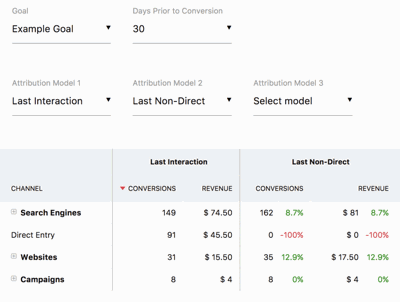 Goal Days Prior to Conversion
Example Goal 30
Attribution Model 1 Attribution Model 2 Attribution Model 3
Last Interaction Last Non-Direct Select model
Last Interaction Last Non-Direct
CHANNEL CONVERSIONS REVENUE CONVERSIONS REVENUE
Search Engines 149 $ 74.50 162 8.7% $ 81 8.7%
Direct Entry 91 $ 45.50 0 -100% $ 0 -100%
Websites 31 $ 15.50 35 12.9% $ 17.50 12.9%
Campaigns 8 $ 4 8 0% $ 4 0%